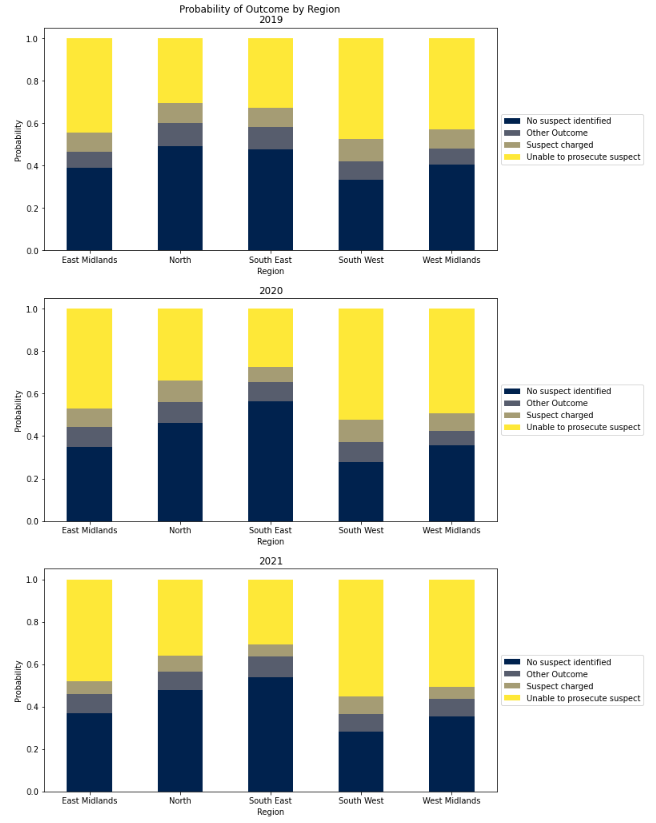 Probability of Outcome by Region
2019
1.0
0.8
0.6
0.4
0.2
0.0
Probability
East Midlands North South East South West West Midlands
Region
No suspect identified
Other Outcome
Suspect charged
Unable to prosecute suspect
2020
1.0
0.8
0.6
0.4
0.2
0.0
Probability
East Midlands North South East South West West Midlands
Region
No suspect identified
Other Outcome
Suspect charged
Unable to prosecute suspect
2021
1.0
0.8
0.6
0.4
0.2
0.0
Probability
East Midlands North South East South West West Midlands
Region
No suspect identified
Other Outcome
Suspect charged
Unable to prosecute suspect